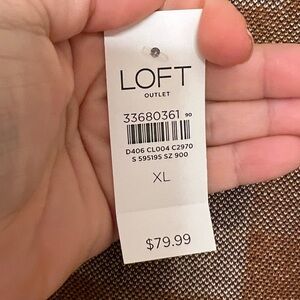 LOFT
OUTLET
33680361 90
D406 CL004 C2970
S 595195 SZ 900
XL
$79.99